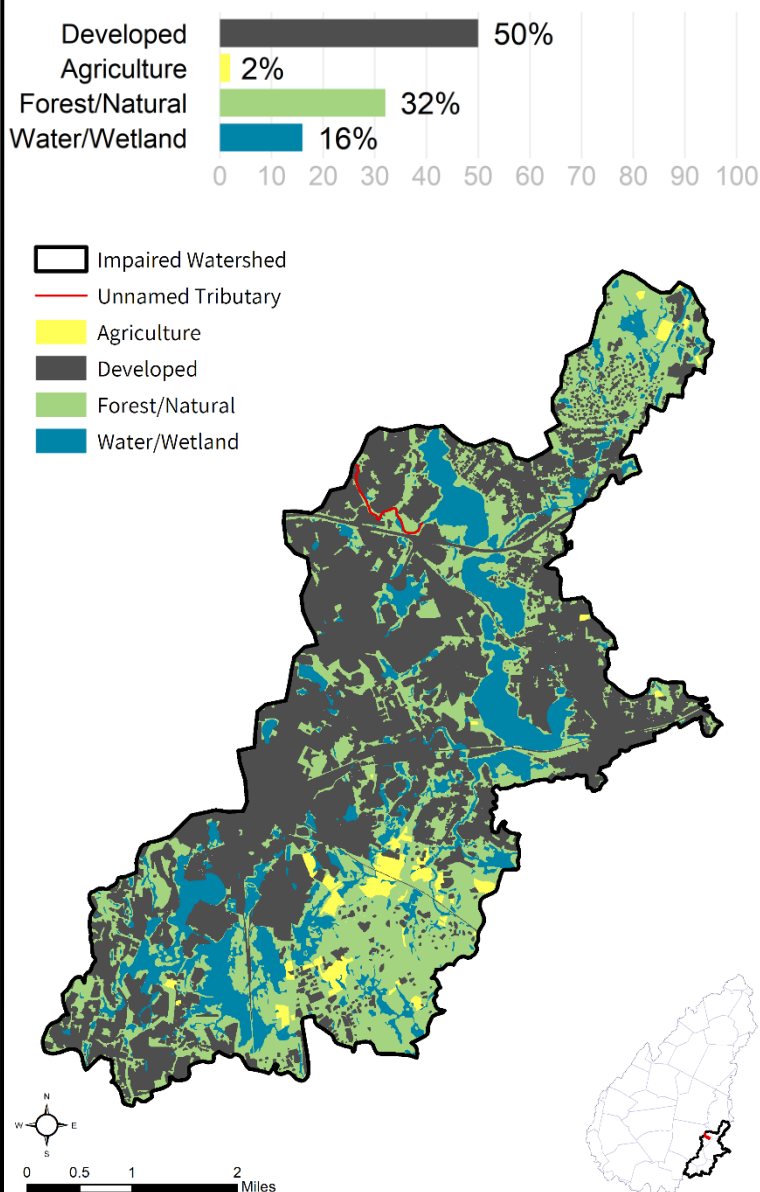 Developed 50%
Agriculture 2%
Forest/Natural 32%
Water/Wetland 16%
0 10 20 30 40 50 60 70 80 90 100
Impaired Watershed
Unnamed Tributary
Agriculture
Developed
Forest/Natural
Water/Wetland
N
W E
S
0 0.5 1 2
Miles